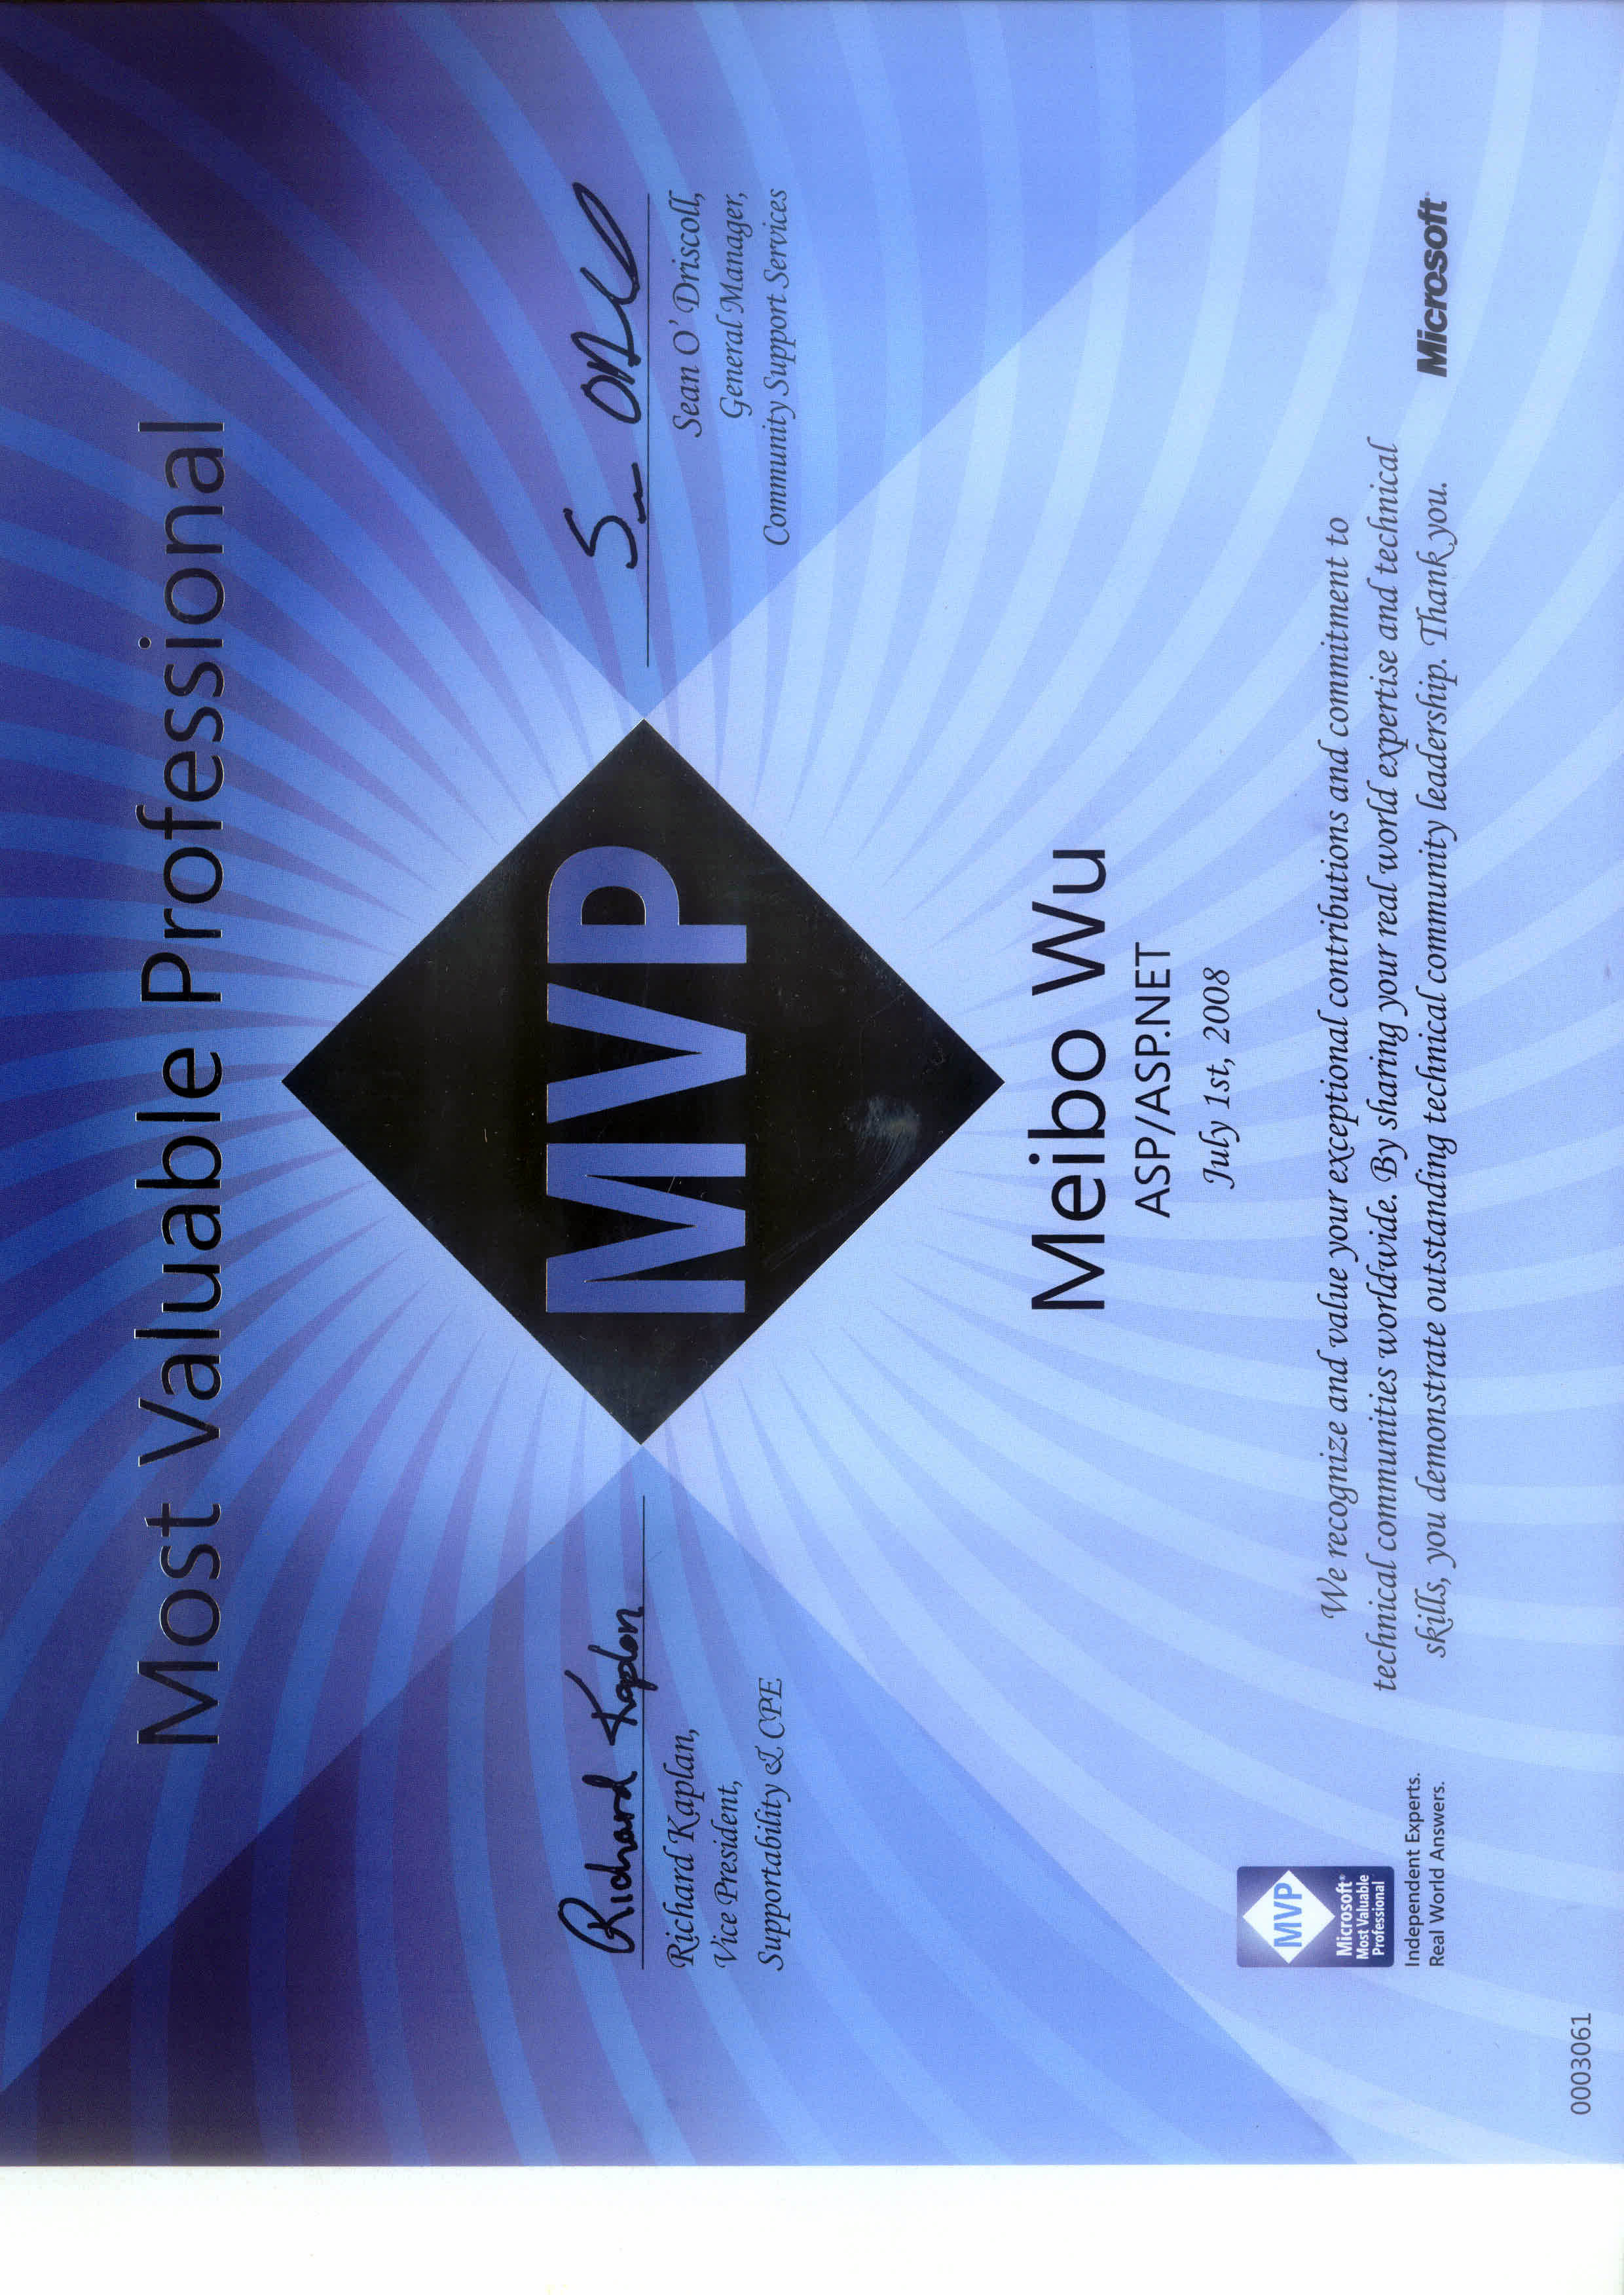 Most Valuable Professional
MVP
Richard Kaplan
Richard Kaplan,
Vice President,
Supportability & CPE
Sean O' Driscoll,
General Manager,
Community Support Services
Meibo Wu
ASP/ASP.NET
July 1st, 2008
We recognize and value your exceptional contributions and commitment to
technical communities worldwide. By sharing your real world expertise and technical
skills, you demonstrate outstanding technical community leadership. Thank you.
MVP
Microsoft®
Most Valuable
Professional
Independent Experts.
Real World Answers.
Microsoft
0003061